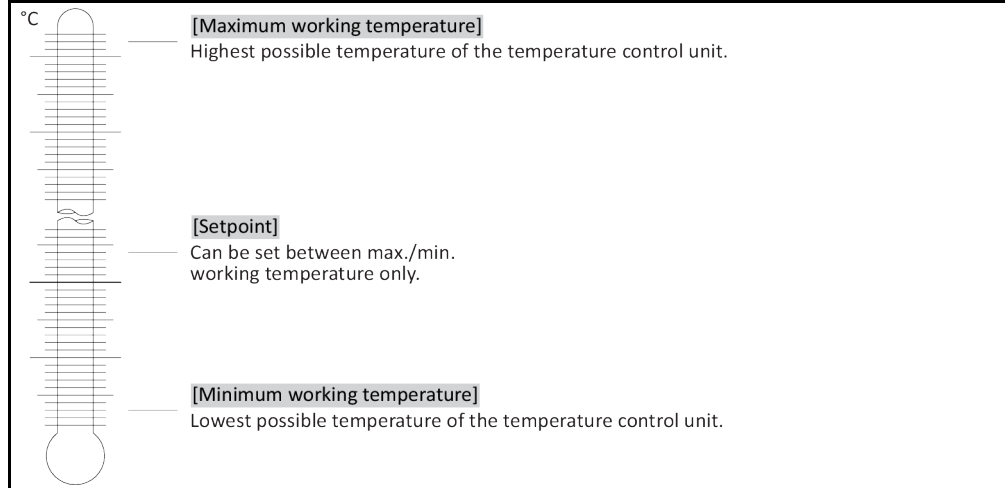 °C
[Maximum working temperature]
Highest possible temperature of the temperature control unit.
[Setpoint]
Can be set between max./min.
working temperature only.
[Minimum working temperature]
Lowest possible temperature of the temperature control unit.